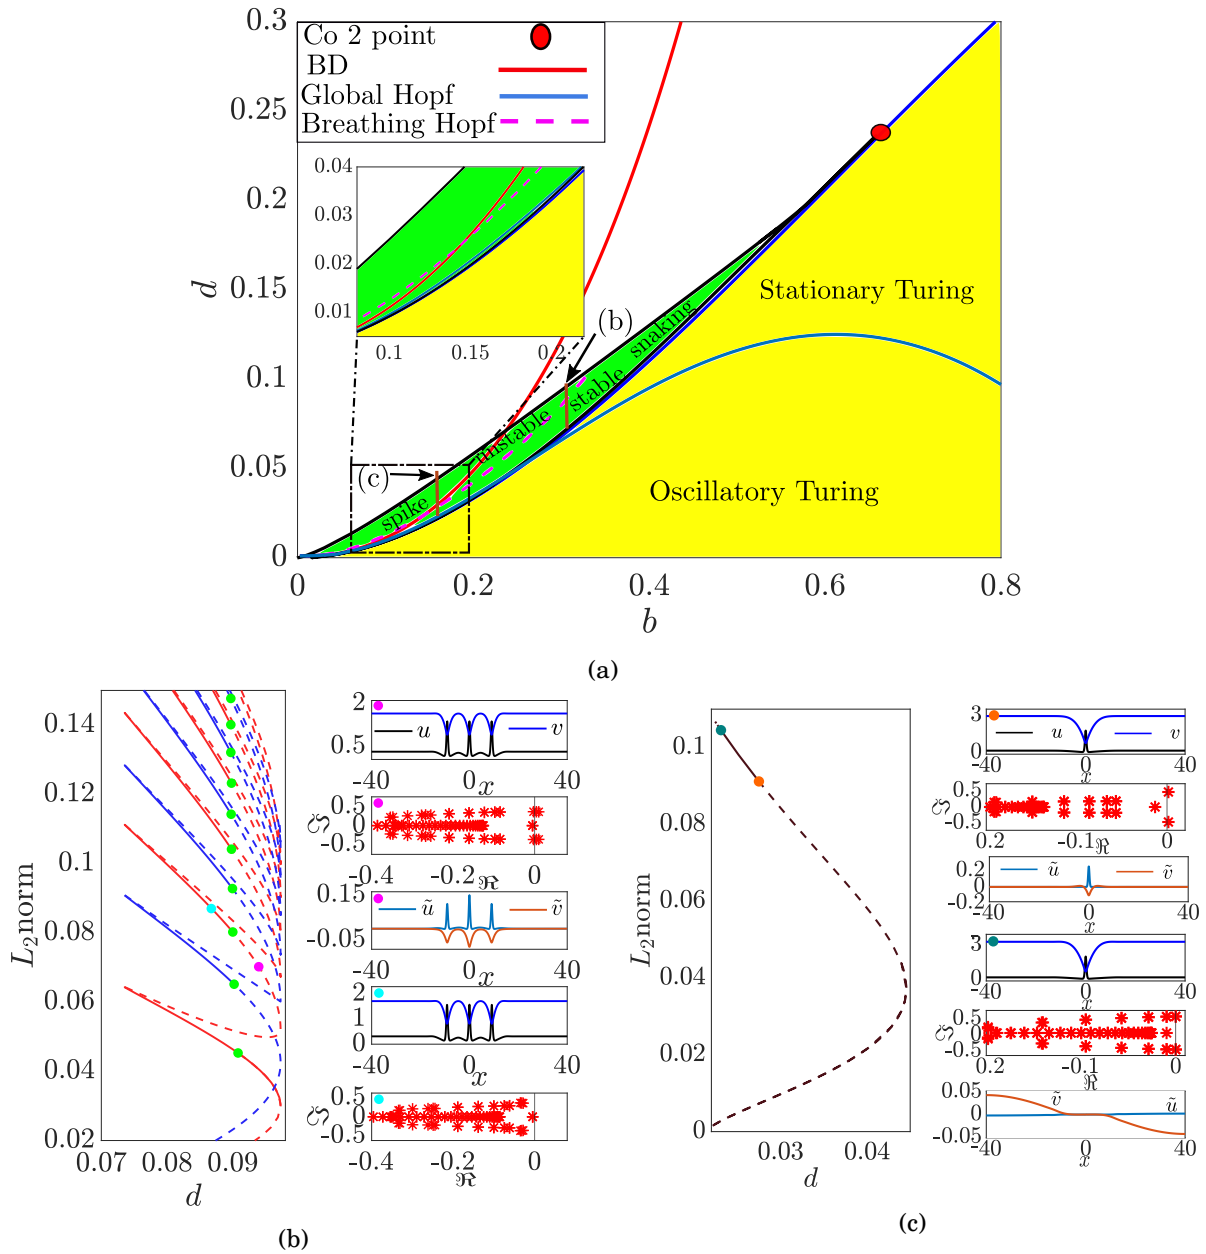 0.3
0.25
0.2
0.15
0.1
0.05
0
d
Co 2 point
BD
Global Hopf
Breathing Hopf
0.04
0.03
0.02
0.01
0.1
0.15
0.2
(b)
(c)
spike
unstable
stable
snaking
Stationary Turing
Oscillatory Turing
0
0.2
0.4
0.6
0.8
b
(a)
0.14
0.12
0.1
0.08
0.06
0.04
0.02
L₂norm
0.07
0.08
0.09
d
2
0.5
u
v
-40
0
40
x
0.5
0
-0.5
ℑ
-0.4
-0.2
0
ℜ
0.15
-0.05
ũ
ṽ
-40
0
40
x
2
1
0
-40
0
40
x
0.5
0
-0.5
ℑ
-0.4
-0.2
0
ℜ
(b)
0.1
0.08
0.06
0.04
0.02
0
L₂norm
0.03
0.04
d
3
0
u
v
-40
0
40
x
0.5
0
-0.5
ℑ
0.2
-0.1
0
ℜ
0.2
0
-0.2
ũ
ṽ
-40
0
40
x
3
0
-40
0
40
x
0.5
0
-0.5
ℑ
0.2
-0.1
0
ℜ
0.05
0
-0.05
ṽ
ũ
-40
0
40
x
(c)